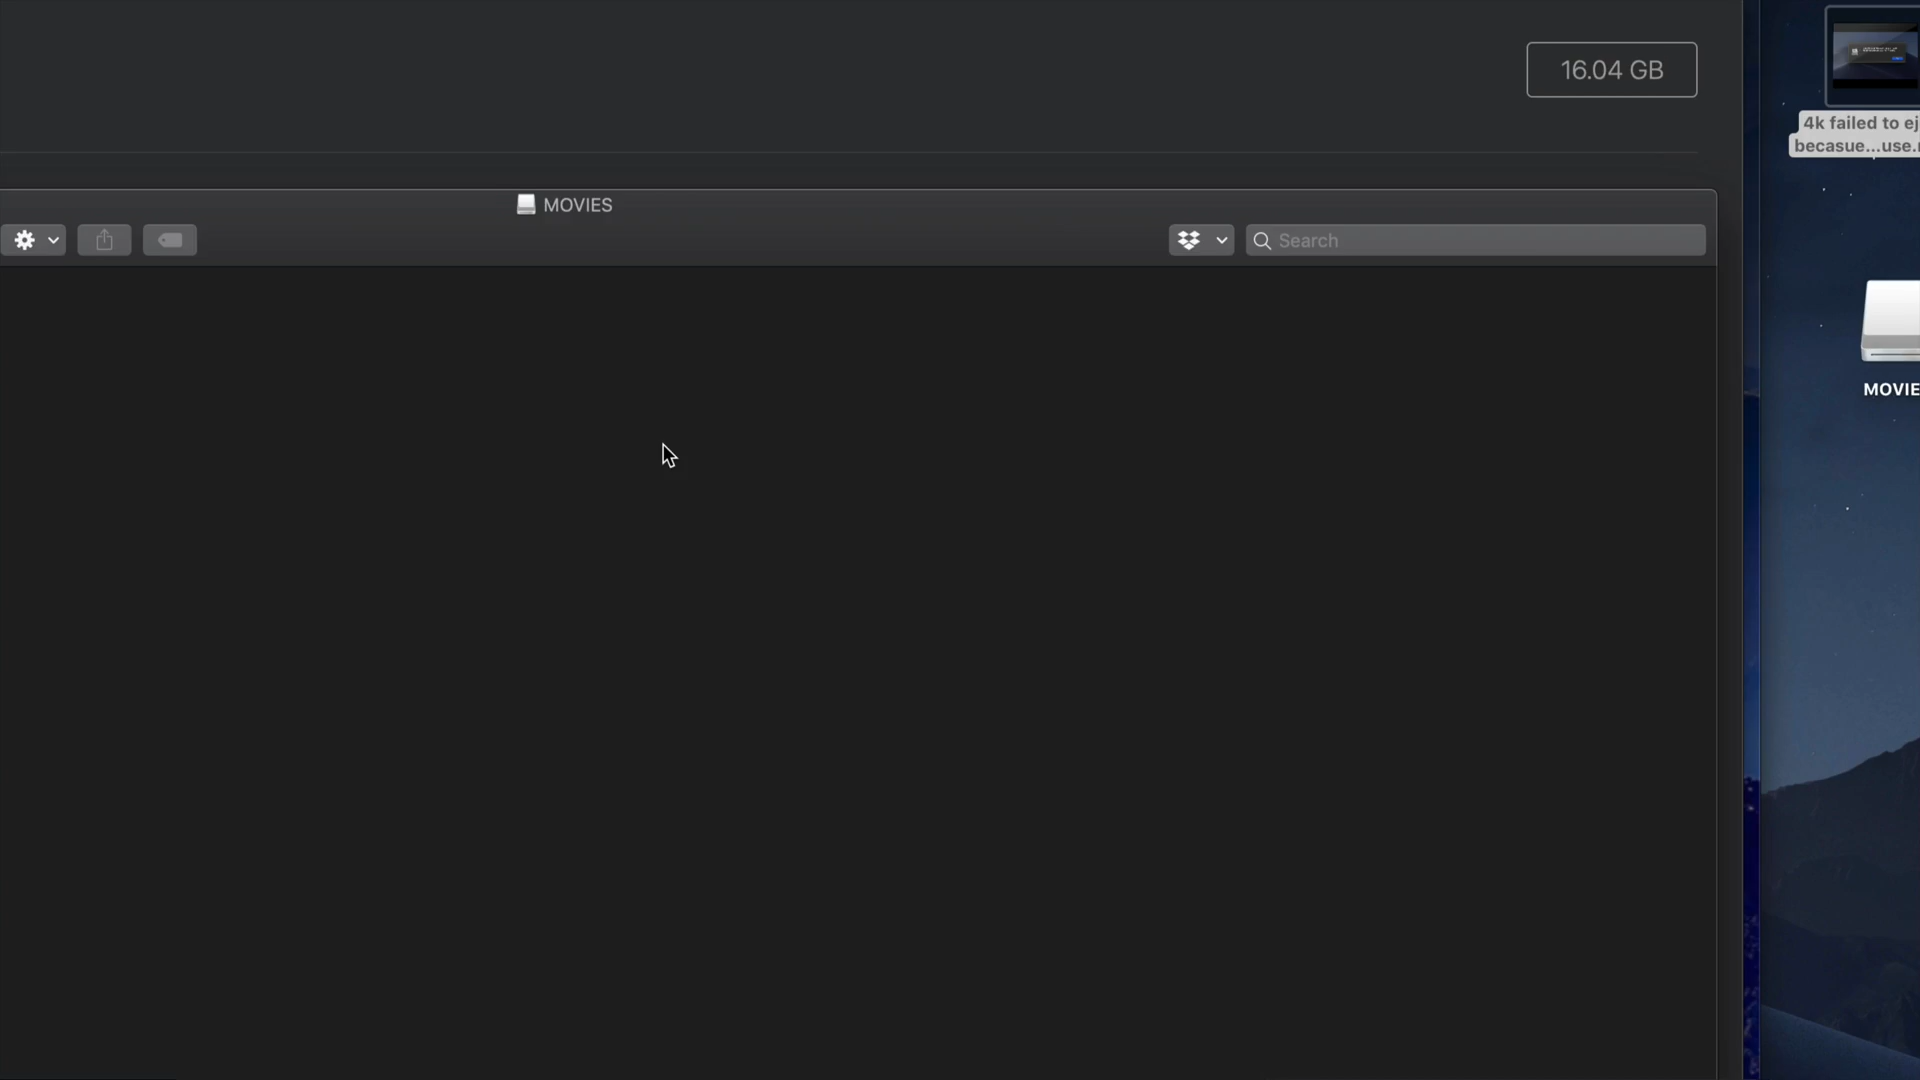 16.04 GB
4k failed to ej
becasue...use.
MOVIES
Search
MOVIE